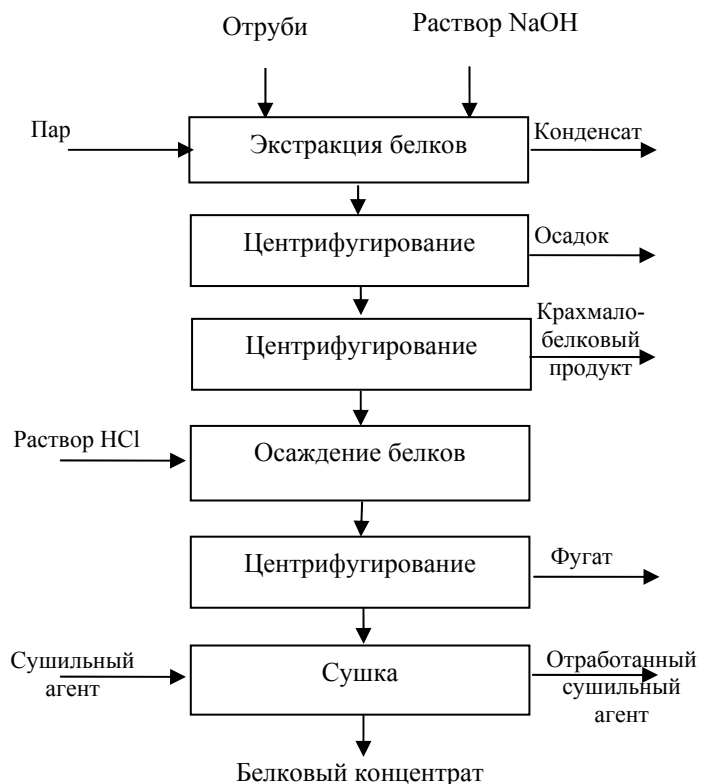 Отруби
Раствор NaOH
Пар
Экстракция белков
Конденсат
Центрифугирование
Осадок
Центрифугирование
Крахмало-
белковый
продукт
Раствор HCl
Осаждение белков
Центрифугирование
Фугат
Сушильный
агент
Сушка
Отработанный
сушильный
агент
Белковый концентрат